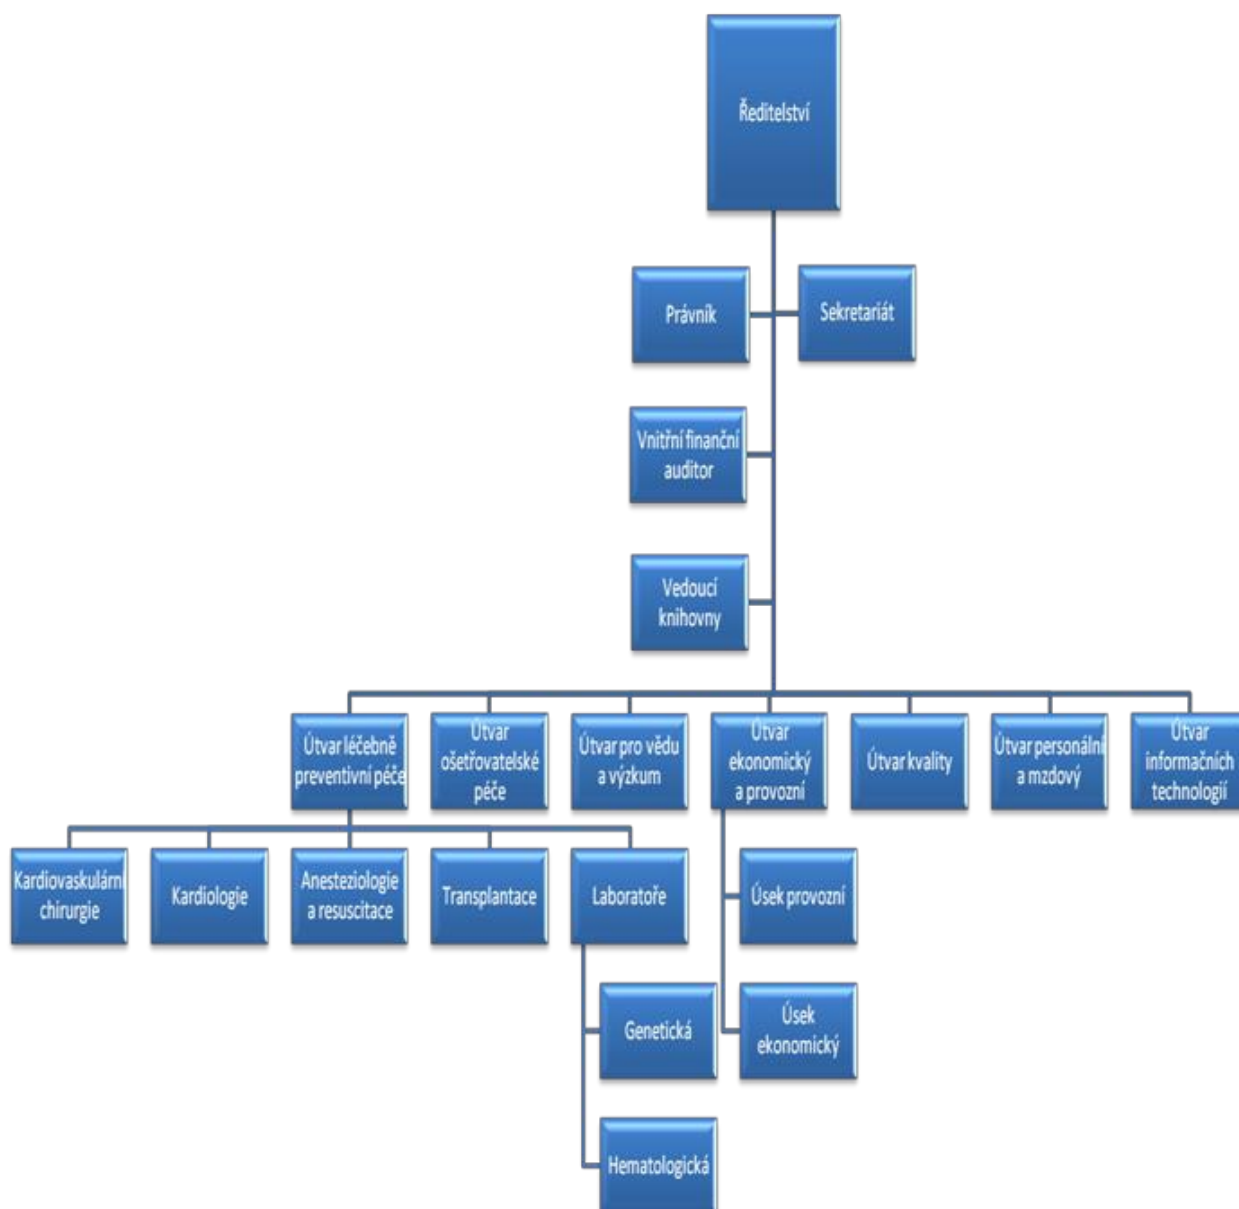 Ředitelství
Právník
Sekretariát
Vnitřní finanční
auditor
Vedoucí
knihovny
Útvar léčebně
preventivní péče
Útvar
ošetřovatelské
péče
Útvar pro vědu
a výzkum
Útvar
ekonomický
a provozní
Útvar kvality
Útvar personální
a mzdový
Útvar
informačních
technologií
Kardiovaskulární
chirurgie
Kardiologie
Anesteziologie
a resuscitace
Transplantace
Laboratoře
Úsek provozní
Genetická
Úsek
ekonomický
Hematologická